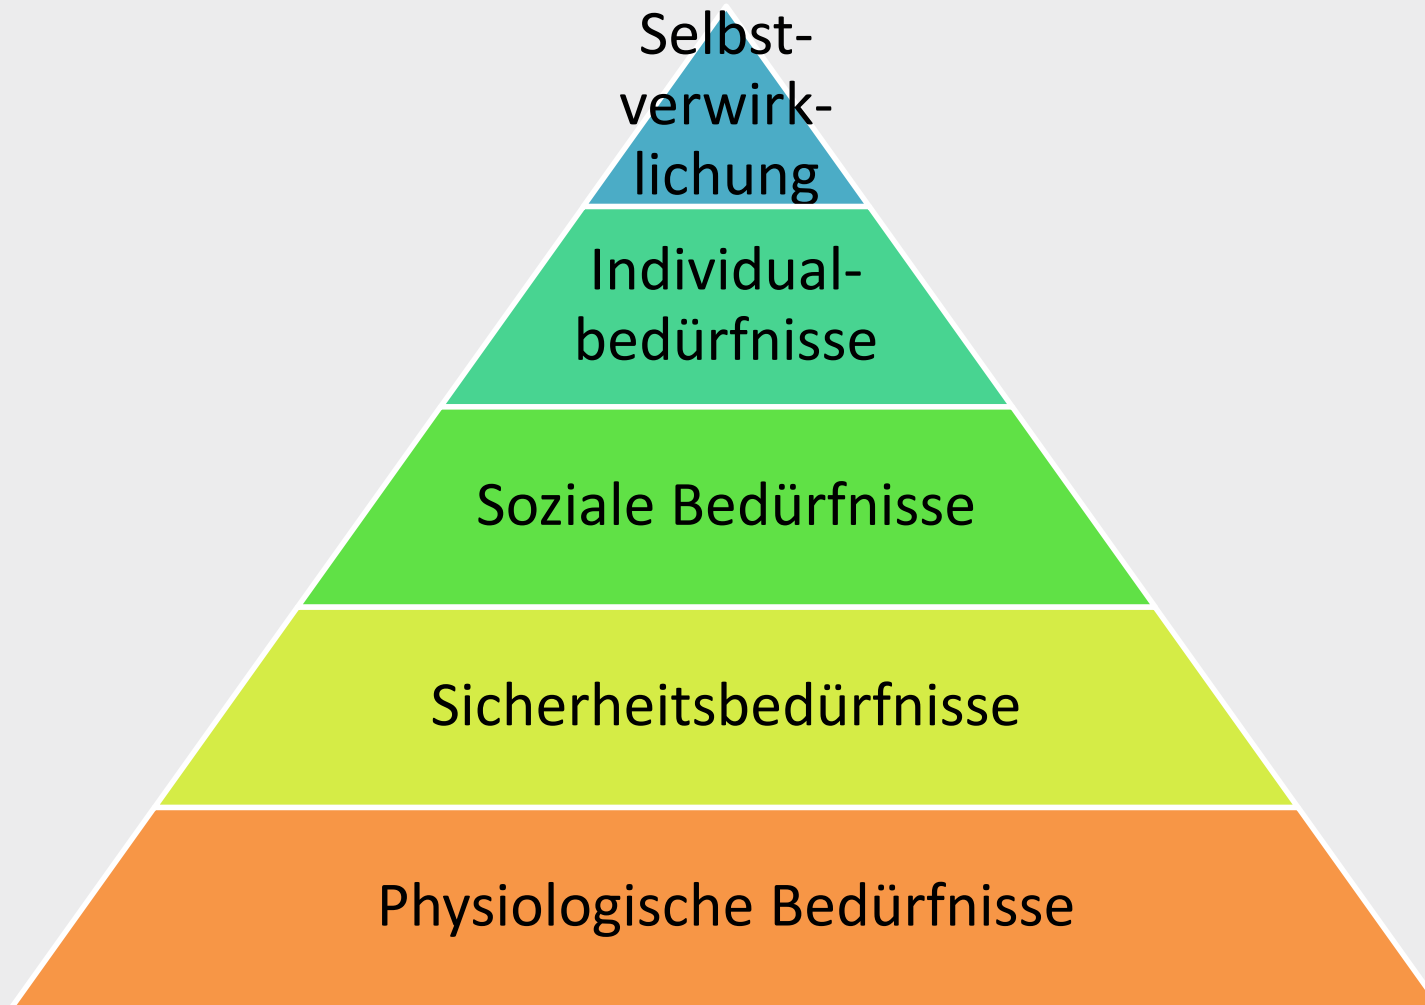 Selbst-
verwirk-
lichung
Individual-
bedürfnisse
Soziale Bedürfnisse
Sicherheitsbedürfnisse
Physiologische Bedürfnisse